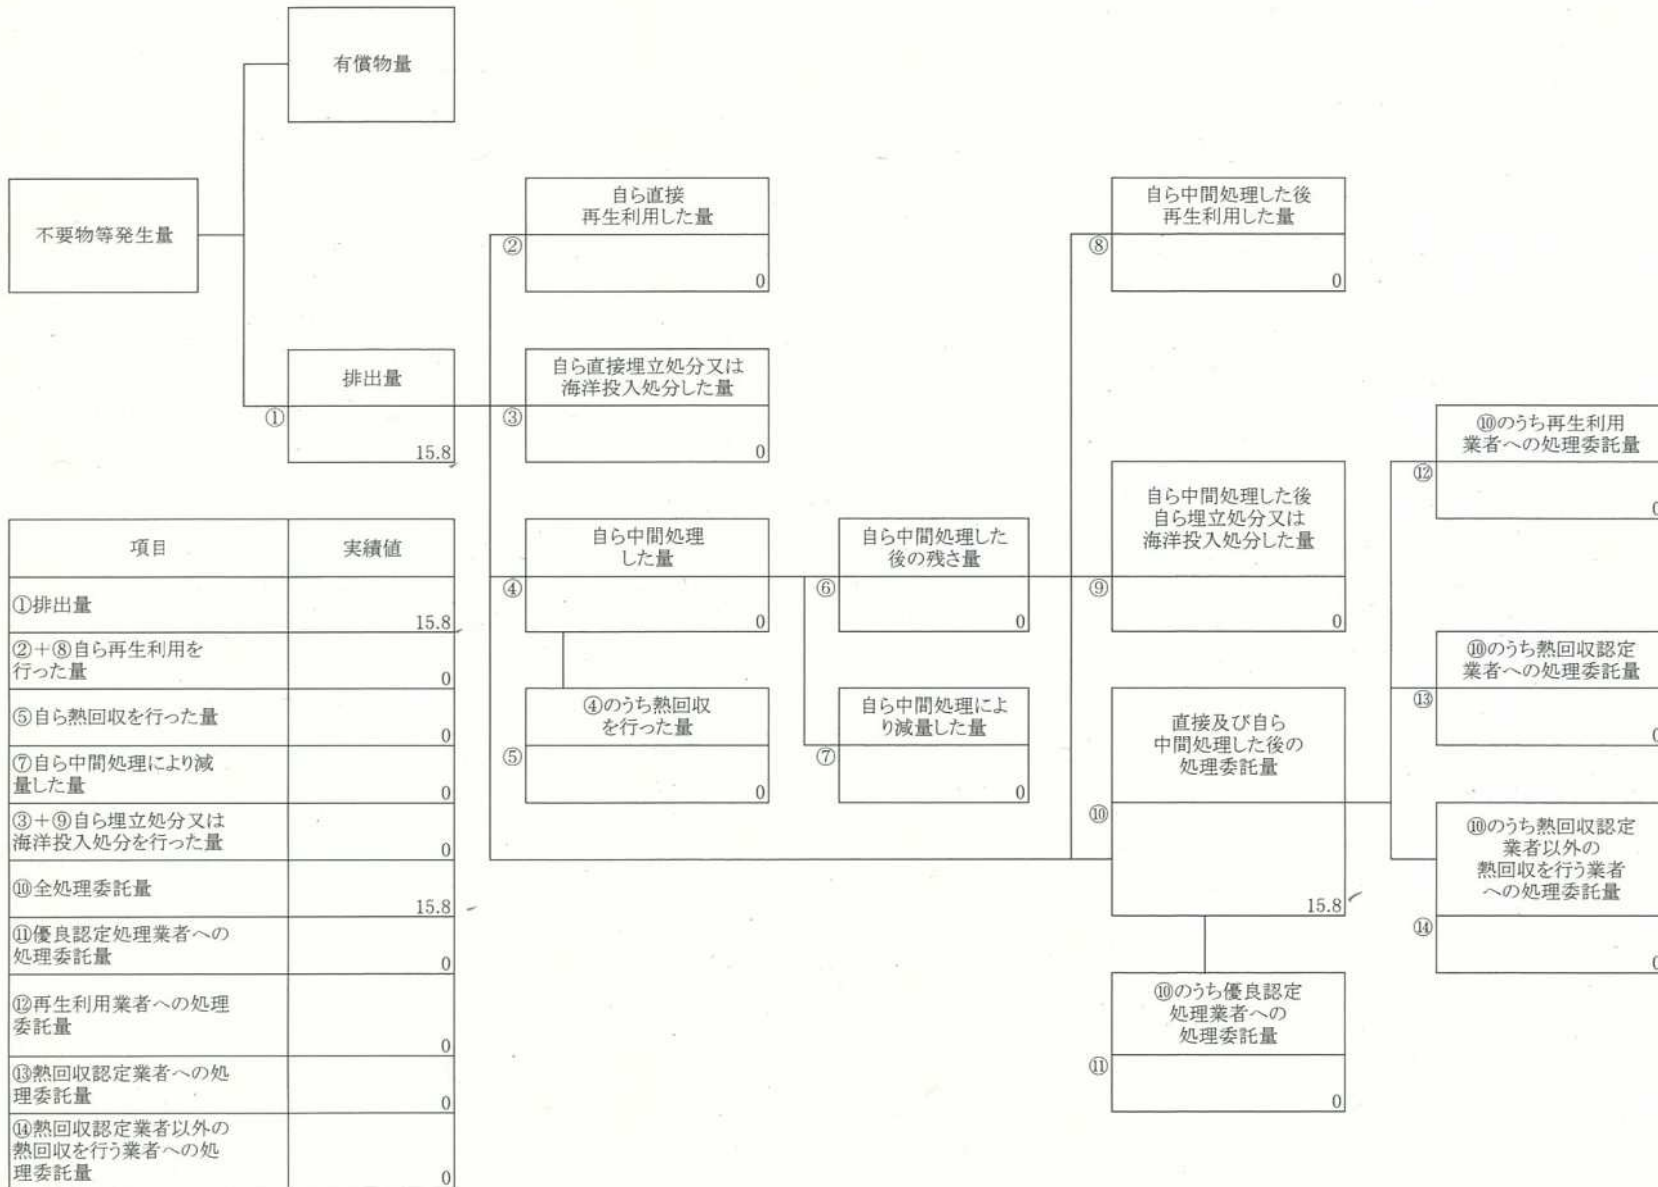 有償物量
不要物等発生量
自ら直接
再生利用した量
②
0
自ら中間処理した後
再生利用した量
⑧
0
排出量
①
15.8
自ら直接埋立処分又は
海洋投入処分した量
③
0
⑩のうち再生利用
業者への処理委託量
⑫
0
自ら中間処理
した量
④
0
自ら中間処理した
後の残さ量
⑥
0
自ら中間処理した後
自ら埋立処分又は
海洋投入処分した量
⑨
0
⑩のうち熱回収認定
業者への処理委託量
⑬
0
④のうち熱回収
を行った量
⑤
0
自ら中間処理によ
り減量した量
⑦
0
直接及び自ら
中間処理した後の
処理委託量
⑩
15.8
⑩のうち熱回収認定
業者以外の
熱回収を行う業者
への処理委託量
⑭
0
⑩のうち優良認定
処理業者への
処理委託量
⑪
0
項目 実績値
①排出量
15.8
②+⑧自ら再生利用を
行った量
0
⑤自ら熱回収を行った量
0
⑦自ら中間処理により減
量した量
0
③+⑨自ら埋立処分又は
海洋投入処分を行った量
0
⑩全処理委託量
15.8
⑪優良認定処理業者への
処理委託量
0
⑫再生利用業者への処理
委託量
0
⑬熱回収認定業者への処
理委託量
0
⑭熱回収認定業者以外の
熱回収を行う業者への処
理委託量
0